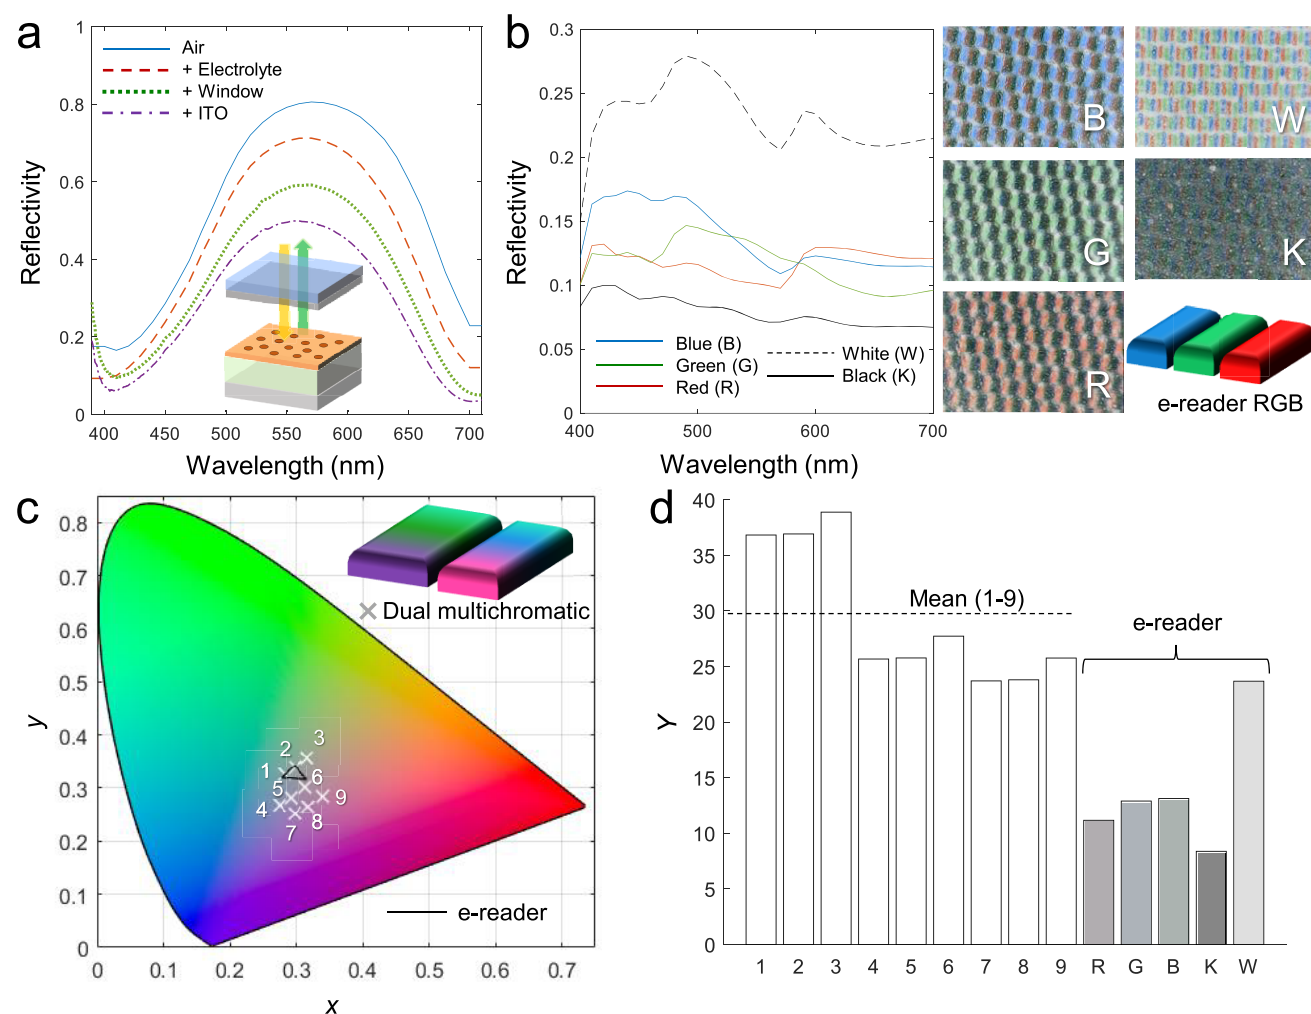 a
1
0.8
0.6
0.4
0.2
0
Reflectivity
Air
+ Electrolyte
+ Window
+ ITO
400 450 500 550 600 650 700
Wavelength (nm)
b
0.3
0.25
0.2
0.15
0.1
0.05
0
Reflectivity
Blue (B)
Green (G)
Red (R)
White (W)
Black (K)
400 500 600 700
Wavelength (nm)
B
W
G
K
R
e-reader RGB
c
0.8
0.7
0.6
0.5
0.4
0.3
0.2
0.1
0
y
Dual multichromatic
1 2 3
4 5 6
7 8 9
e-reader
0 0.1 0.2 0.3 0.4 0.5 0.6 0.7
x
d
40
35
30
25
20
15
10
5
0
Y
Mean (1-9)
e-reader
1 2 3 4 5 6 7 8 9 R G B K W